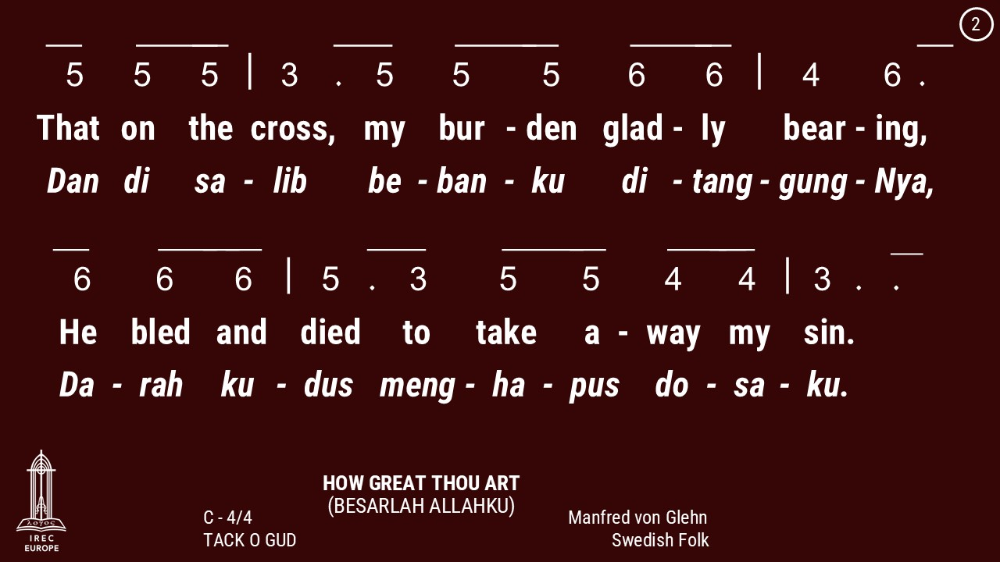 2
5 5 5 | 3 . 5 5 5 6 6 | 4 6 .
That on the cross, my bur - den glad - ly bear - ing,
Dan di sa - lib be - ban - ku di - tang - gung - Nya,
6 6 6 | 5 . 3 5 5 4 4 | 3 . .
He bled and died to take a - way my sin.
Da - rah ku - dus meng - ha - pus do - sa - ku.
HOW GREAT THOU ART
(BESARLAH ALLAHKU)
C - 4/4
TACK O GUD
Manfred von Glehn
Swedish Folk
λογος
IREC
EUROPE